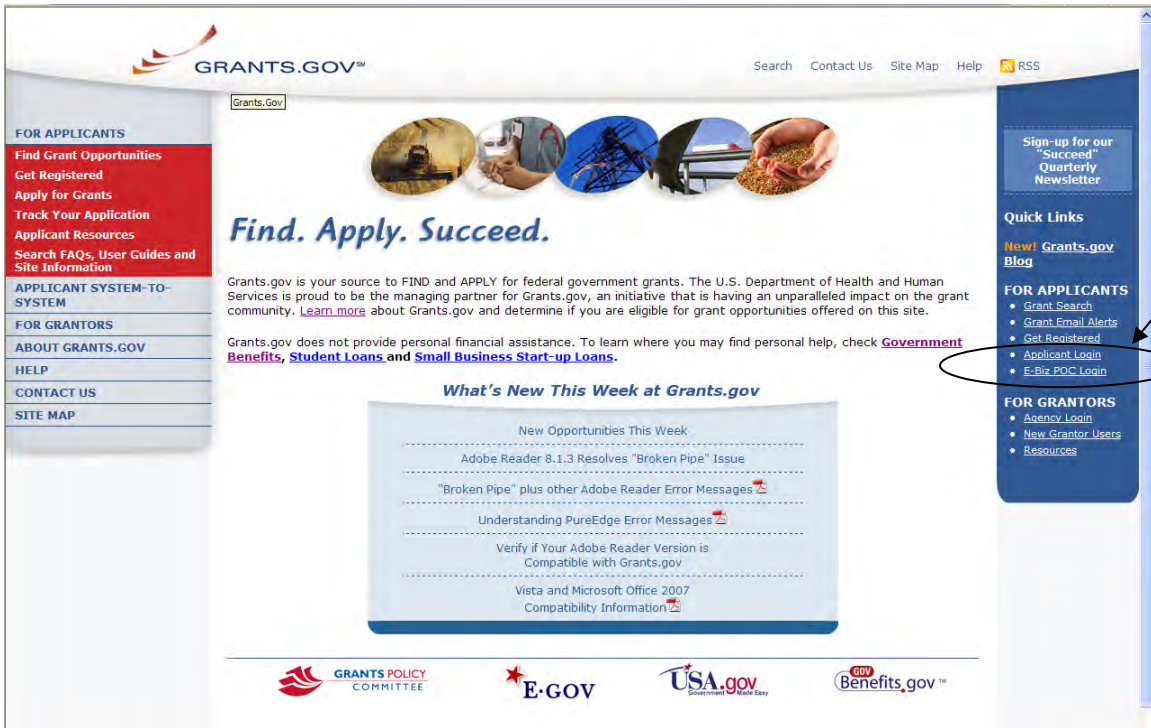 GRANTS.GOV℠
Search Contact Us Site Map Help RSS
Grants.Gov
FOR APPLICANTS
Find Grant Opportunities
Get Registered
Apply for Grants
Track Your Application
Applicant Resources
Search FAQs, User Guides and
Site Information
APPLICANT SYSTEM-TO-
SYSTEM
FOR GRANTORS
ABOUT GRANTS.GOV
HELP
CONTACT US
SITE MAP
Find. Apply. Succeed.
Grants.gov is your source to FIND and APPLY for federal government grants. The U.S. Department of Health and Human
Services is proud to be the managing partner for Grants.gov, an initiative that is having an unparalleled impact on the grant
community. Learn more about Grants.gov and determine if you are eligible for grant opportunities offered on this site.
Grants.gov does not provide personal financial assistance. To learn where you may find personal help, check Government
Benefits, Student Loans and Small Business Start-up Loans.
What's New This Week at Grants.gov
New Opportunities This Week
Adobe Reader 8.1.3 Resolves "Broken Pipe" Issue
"Broken Pipe" plus other Adobe Reader Error Messages
Understanding PureEdge Error Messages
Verify if Your Adobe Reader Version is
Compatible with Grants.gov
Vista and Microsoft Office 2007
Compatibility Information
Sign-up for our
"Succeed"
Quarterly
Newsletter
Quick Links
New! Grants.gov
Blog
FOR APPLICANTS
Grant Search
Grant Email Alerts
Get Registered
Applicant Login
E-Biz POC Login
FOR GRANTORS
Agency Login
New Grantor Users
Resources
GRANTS POLICY
COMMITTEE
E·GOV
USA.gov
Government Made Easy
GOV
Benefits.gov ™